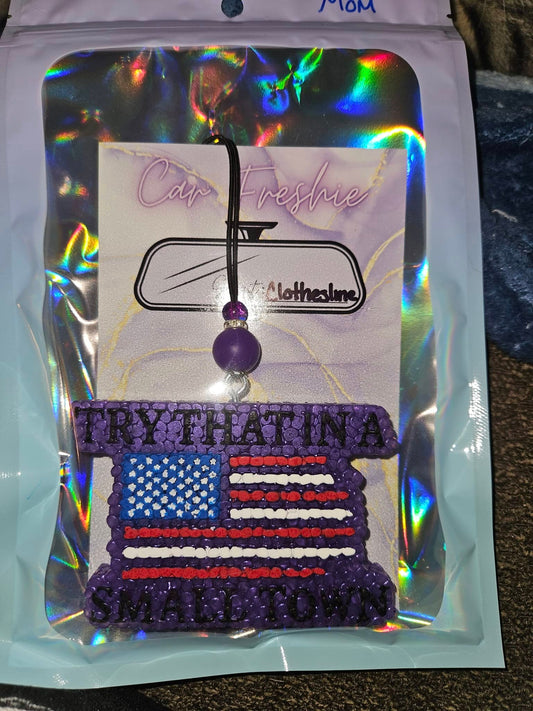 MOM
Car Freshie
Clothesline
TRY THAT IN A
SMALL TOWN